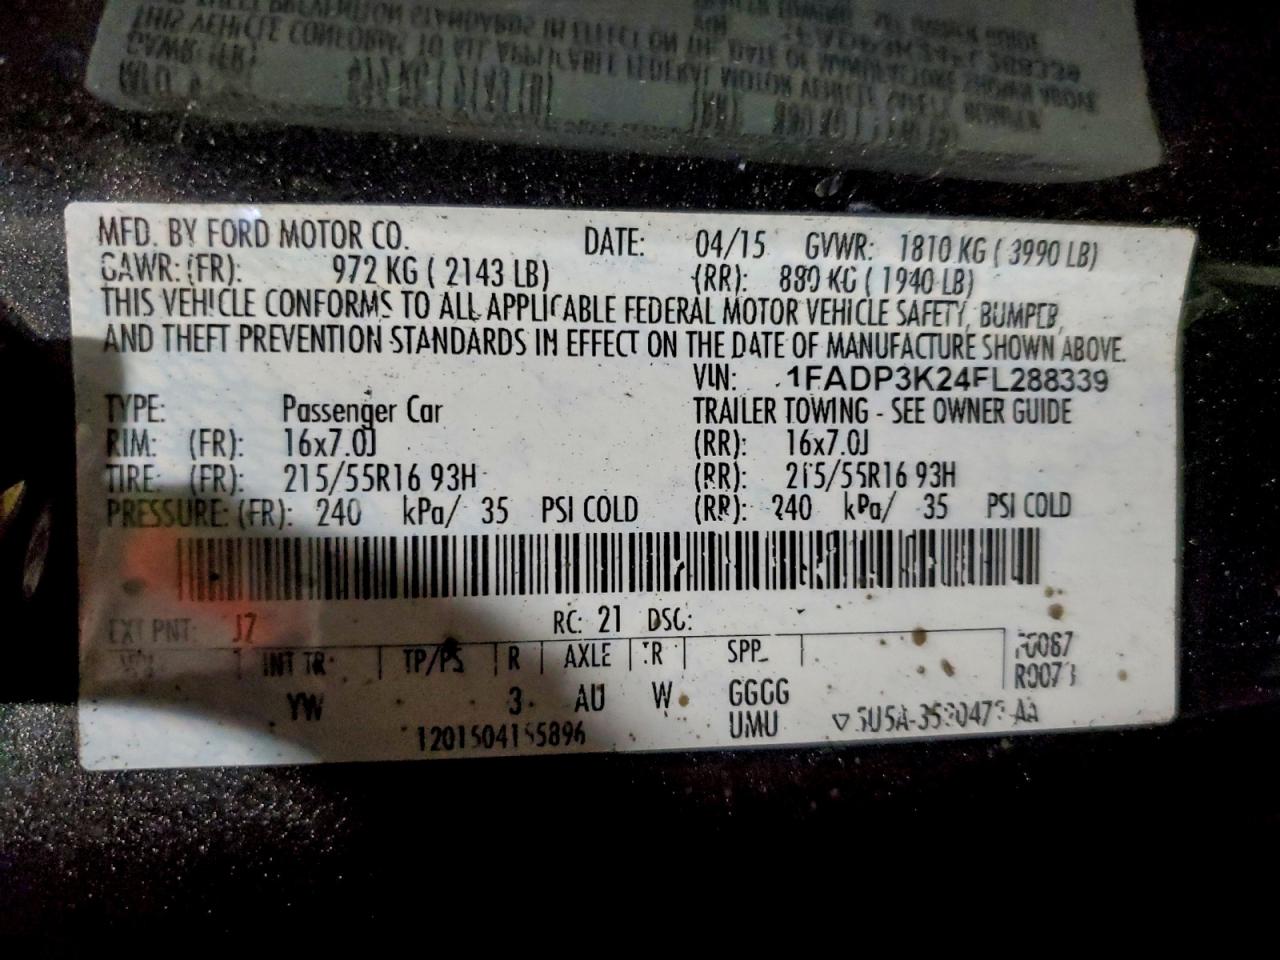 MFD. BY FORD MOTOR CO. DATE: 04/15 GVWR: 1810 KG ( 3990 LB)
GAWR: (FR): 972 KG ( 2143 LB) (RR): 880 KG ( 1940 LB)
THIS VEHICLE CONFORMS TO ALL APPLICABLE FEDERAL MOTOR VEHICLE SAFETY, BUMPER,
AND THEFT PREVENTION STANDARDS IN EFFECT ON THE DATE OF MANUFACTURE SHOWN ABOVE.
VIN: 1FADP3K24FL288339
TYPE: Passenger Car TRAILER TOWING - SEE OWNER GUIDE
RIM: (FR): 16x7.0J (RR): 16x7.0J
TIRE: (FR): 215/55R16 93H (RR): 215/55R16 93H
PRESSURE: (FR): 240 kPa/ 35 PSI COLD (RR): 240 kPa/ 35 PSI COLD
EXT PNT: J7 RC: 21 DSO:
INT TR TP/PS R AXLE TR SPP
YW 3 AU W GGGG
1201504155896 UMU